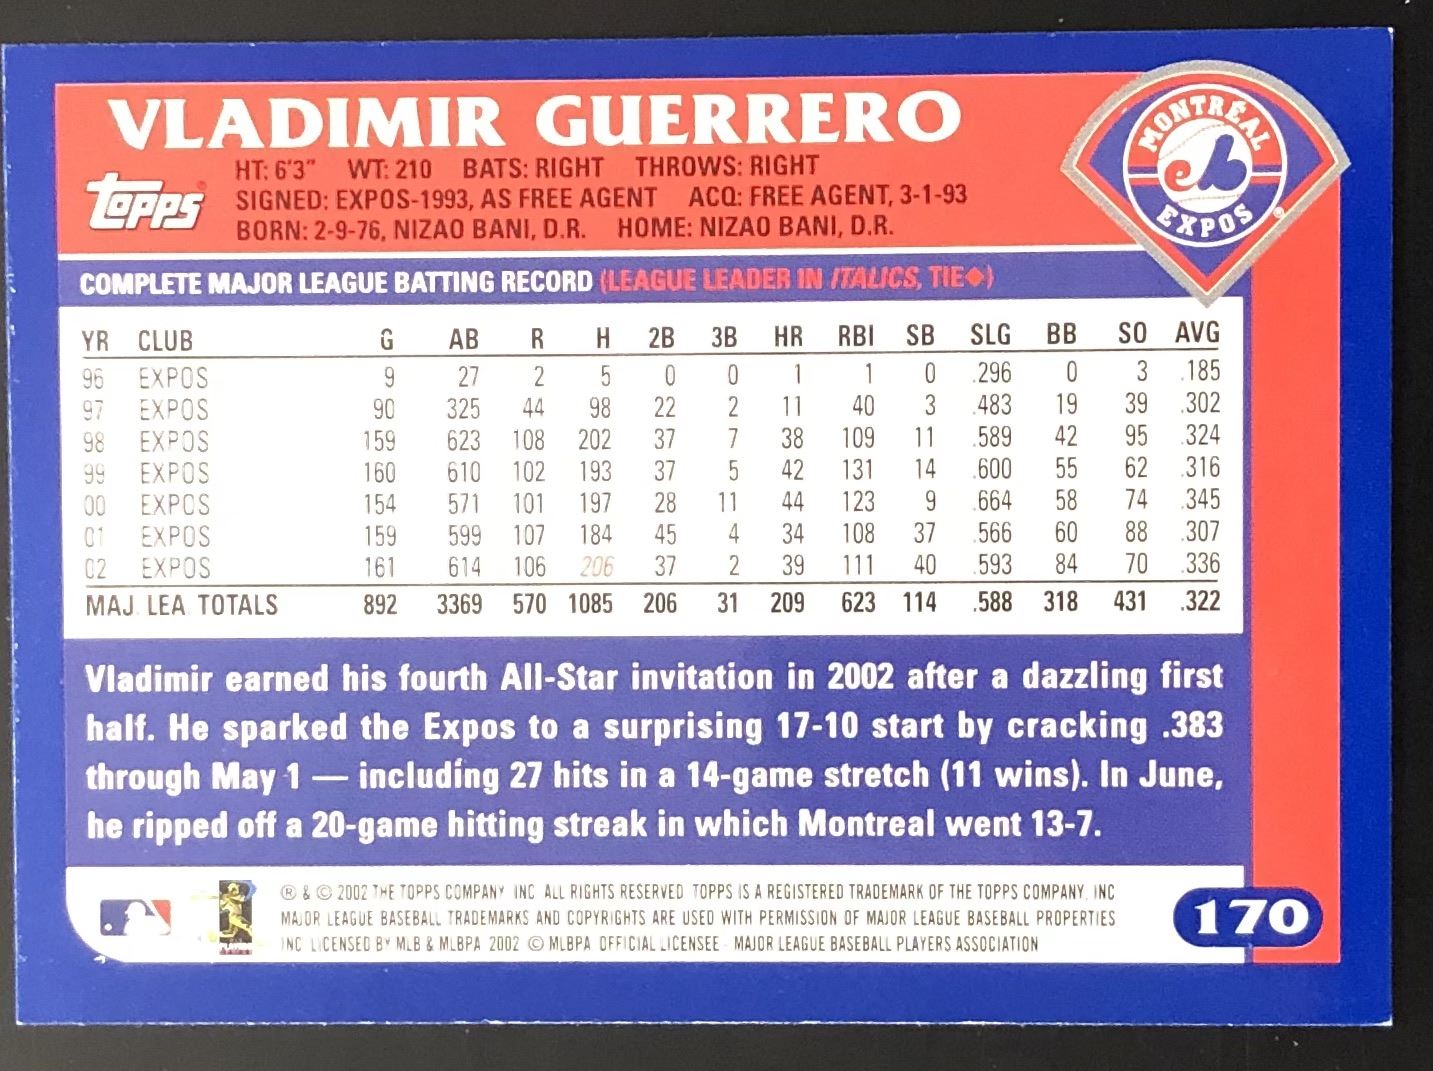 VLADIMIR GUERRERO
MONTRÉAL
eb
EXPOS
TOPPS
HT: 6'3" WT: 210 BATS: RIGHT THROWS: RIGHT
SIGNED: EXPOS-1993, AS FREE AGENT ACQ: FREE AGENT, 3-1-93
BORN: 2-9-76, NIZAO BANI, D.R. HOME: NIZAO BANI, D.R.
COMPLETE MAJOR LEAGUE BATTING RECORD (LEAGUE LEADER IN ITALICS, TIE◆)
YR CLUB G AB R H 2B 3B HR RBI SB SLG BB SO AVG
96 EXPOS 9 27 2 5 0 0 1 1 0 .296 0 3 .185
97 EXPOS 90 325 44 98 22 2 11 40 3 .483 19 39 .302
98 EXPOS 159 623 108 202 37 7 38 109 11 .589 42 95 .324
99 EXPOS 160 610 102 193 37 5 42 131 14 .600 55 62 .316
00 EXPOS 154 571 101 197 28 11 44 123 9 .664 58 74 .345
01 EXPOS 159 599 107 184 45 4 34 108 37 .566 60 88 .307
02 EXPOS 161 614 106 206 37 2 39 111 40 .593 84 70 .336
MAJ. LEA. TOTALS 892 3369 570 1085 206 31 209 623 114 .588 318 431 .322
Vladimir earned his fourth All-Star invitation in 2002 after a dazzling first
half. He sparked the Expos to a surprising 17-10 start by cracking .383
through May 1 — including 27 hits in a 14-game stretch (11 wins). In June,
he ripped off a 20-game hitting streak in which Montreal went 13-7.
® & © 2002 THE TOPPS COMPANY, INC. ALL RIGHTS RESERVED. TOPPS IS A REGISTERED TRADEMARK OF THE TOPPS COMPANY, INC.
MAJOR LEAGUE BASEBALL TRADEMARKS AND COPYRIGHTS ARE USED WITH PERMISSION OF MAJOR LEAGUE BASEBALL PROPERTIES
INC. LICENSED BY MLB & MLBPA 2002 © MLBPA OFFICIAL LICENSEE - MAJOR LEAGUE BASEBALL PLAYERS ASSOCIATION
170